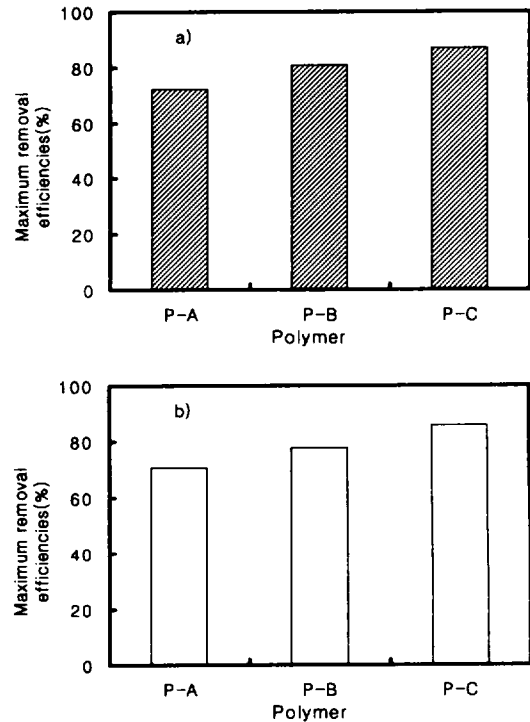 100
a)
80
60
40
20
0
Maximum removal
efficiencies(%)
P-A P-B P-C
Polymer
100
b)
80
60
40
20
0
Maximum removal
efficiencies(%)
P-A P-B P-C
Polymer